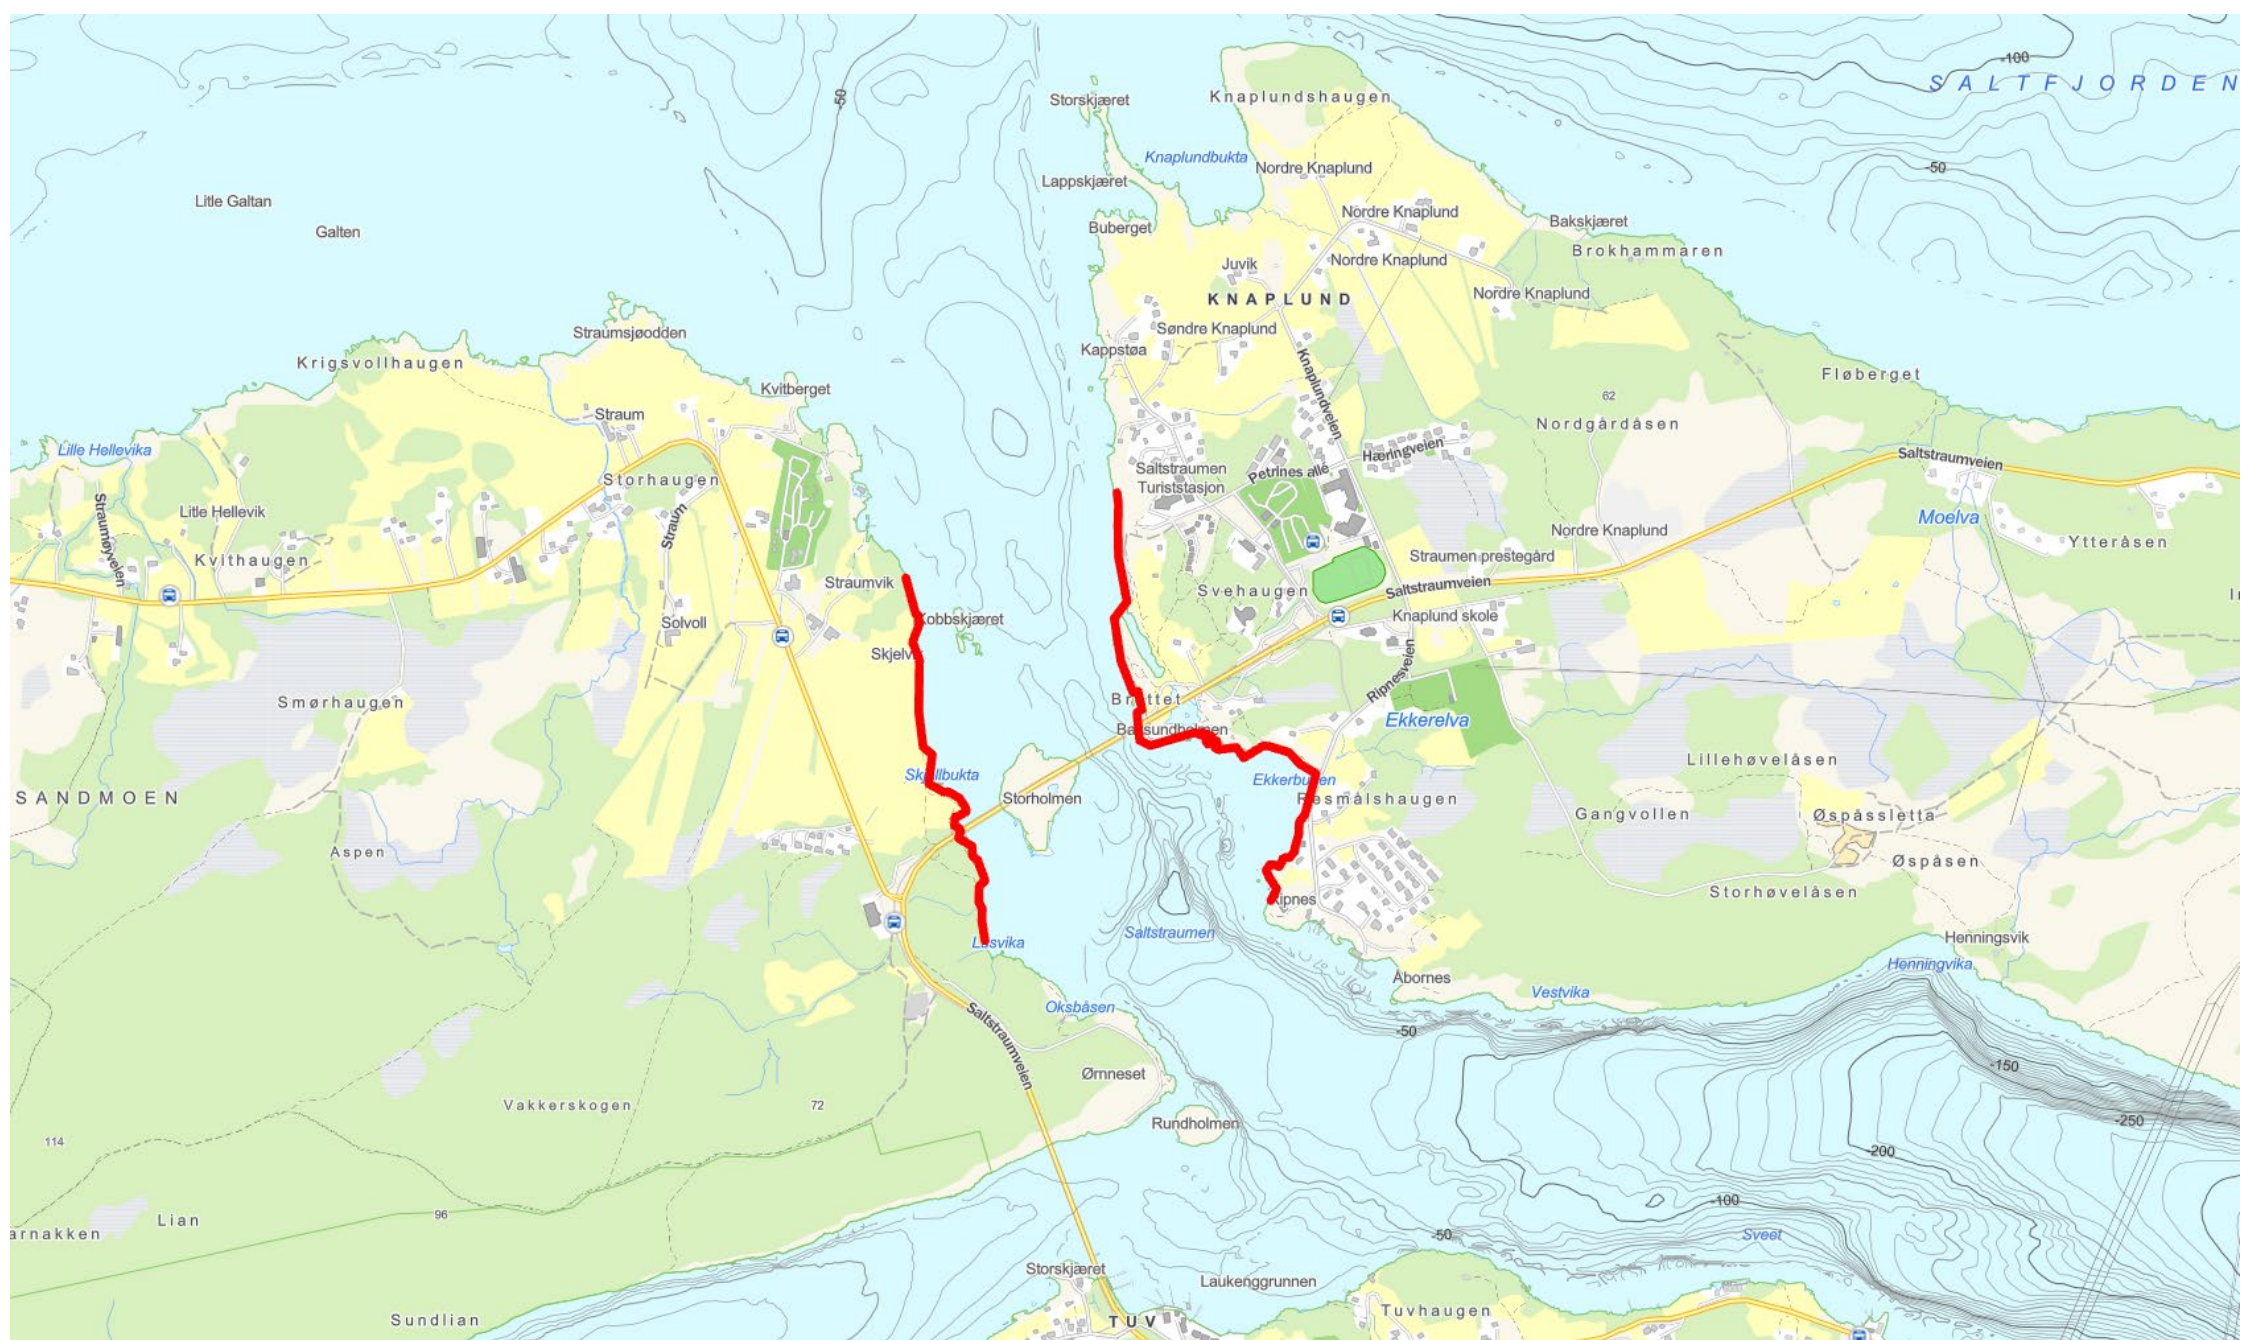 -100
SALTFJORDEN
Storskjæret
Knaplundshaugen
-50
Knaplundbukta
Nordre Knaplund
-50
Lappskjæret
Litle Galtan
Nordre Knaplund
Galten
Buberget
Bakskjæret
Brokhammaren
Juvik
Nordre Knaplund
KNAPLUND
Nordre Knaplund
Straumsjøodden
Søndre Knaplund
Kappstøa
Krigsvollhaugen
Knaplundveien
Fløberget
Kvitberget
62
Straum
Nordgårdåsen
Lille Hellevika
Hæringveien
Saltstraumveien
Saltstraumen
Turiststasjon
Petrines allé
Storhaugen
Litle Hellevik
Straumøyveien
Straum
Moelva
Nordre Knaplund
Ytteråsen
Kvithaugen
7
Straumen prestegård
Straumvik
Svehaugen
Saltstraumveien
Kobbskjæret
Solvoll
Knaplund skole
Ripnesveien
Smørhaugen
Ekkerelva
Lillehøvelåsen
Storholmen
SANDMOEN
Gangvollen
Øspåssletta
Aspen
Øspåsen
Storhøvelåsen
Saltstraumen
Henningsvik
Henningvika
Åbornes
Vestvika
Oksbåsen
Saltstraumveien
-50
-150
Ørnneset
Vakkerskogen
72
Rundholmen
-250
114
-200
-100
96
Lian
-50
Sveet
Storskjæret
Laukenggrunnen
Tuvhaugen
Sundlian
TUV